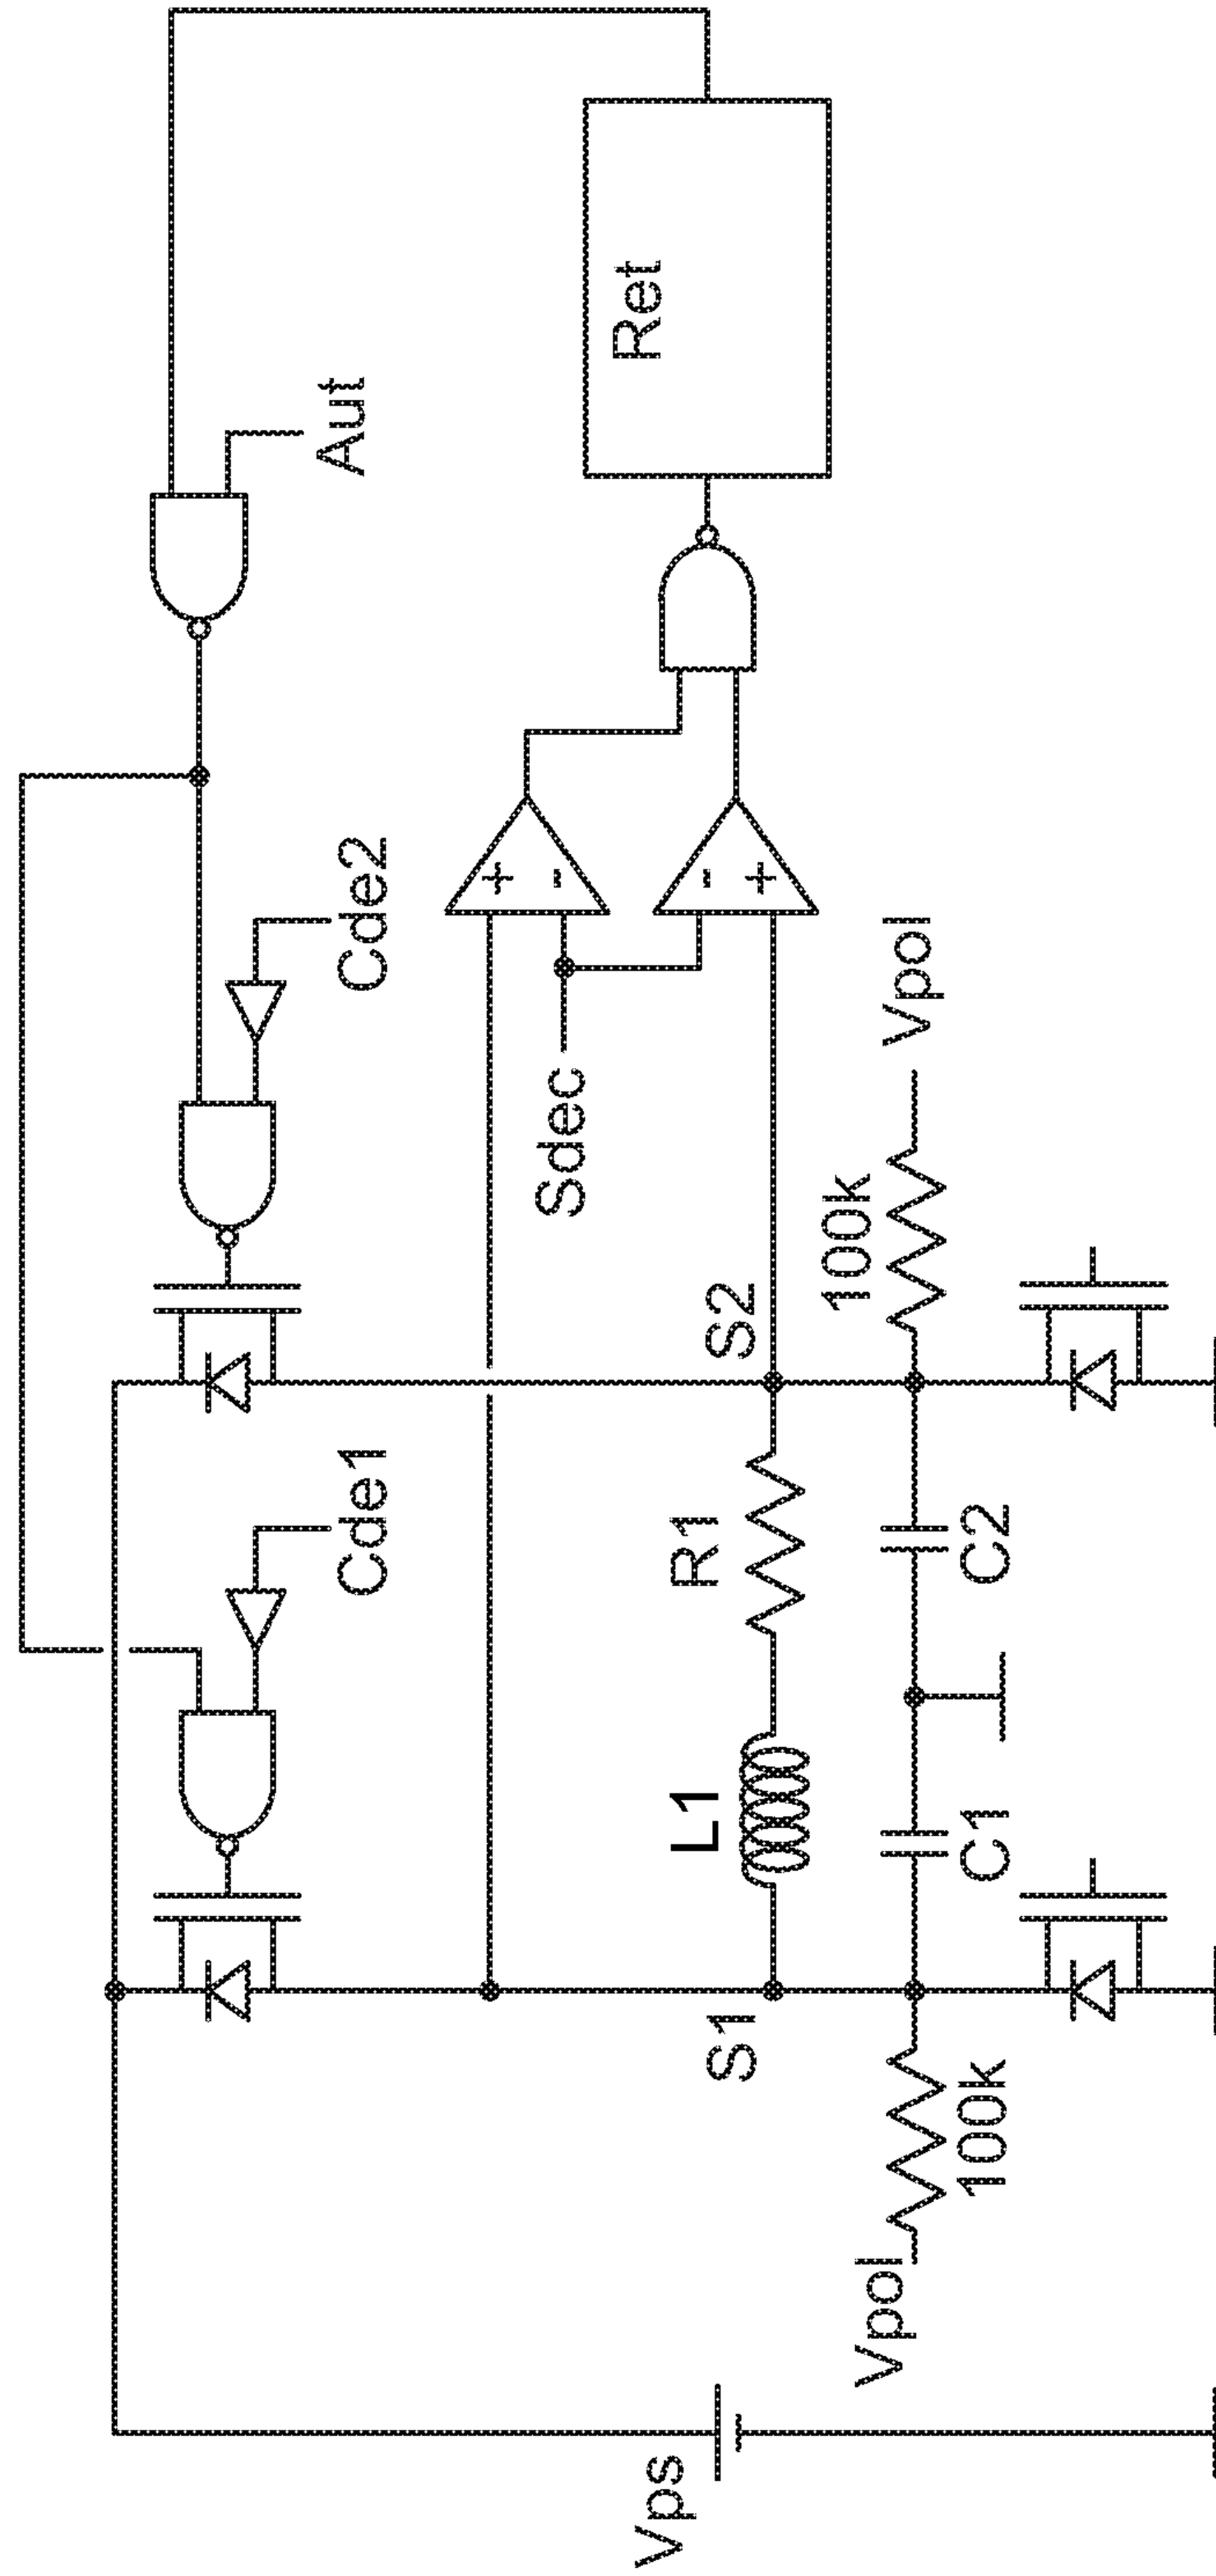 Aut
Cde2
Cde1
Ret
Sdec
Vps
S1
L1
R1
S2
Vpol
100k
C1
C2
100k
Vpol